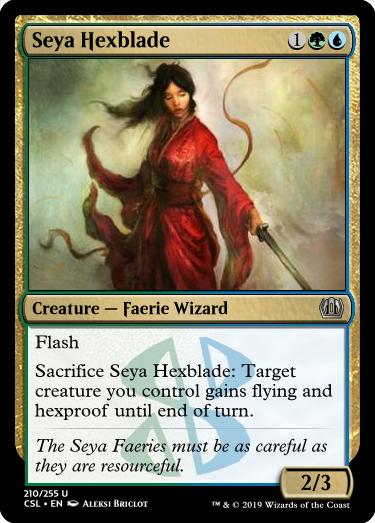 Seya Hexblade 1
Creature — Faerie Wizard
Flash
Sacrifice Seya Hexblade: Target
creature you control gains flying and
hexproof until end of turn.
The Seya Faeries must be as careful as
they are resourceful.
2/3
210/255 U
CSL • EN Aleksi Briclot
™ & © 2019 Wizards of the Coast